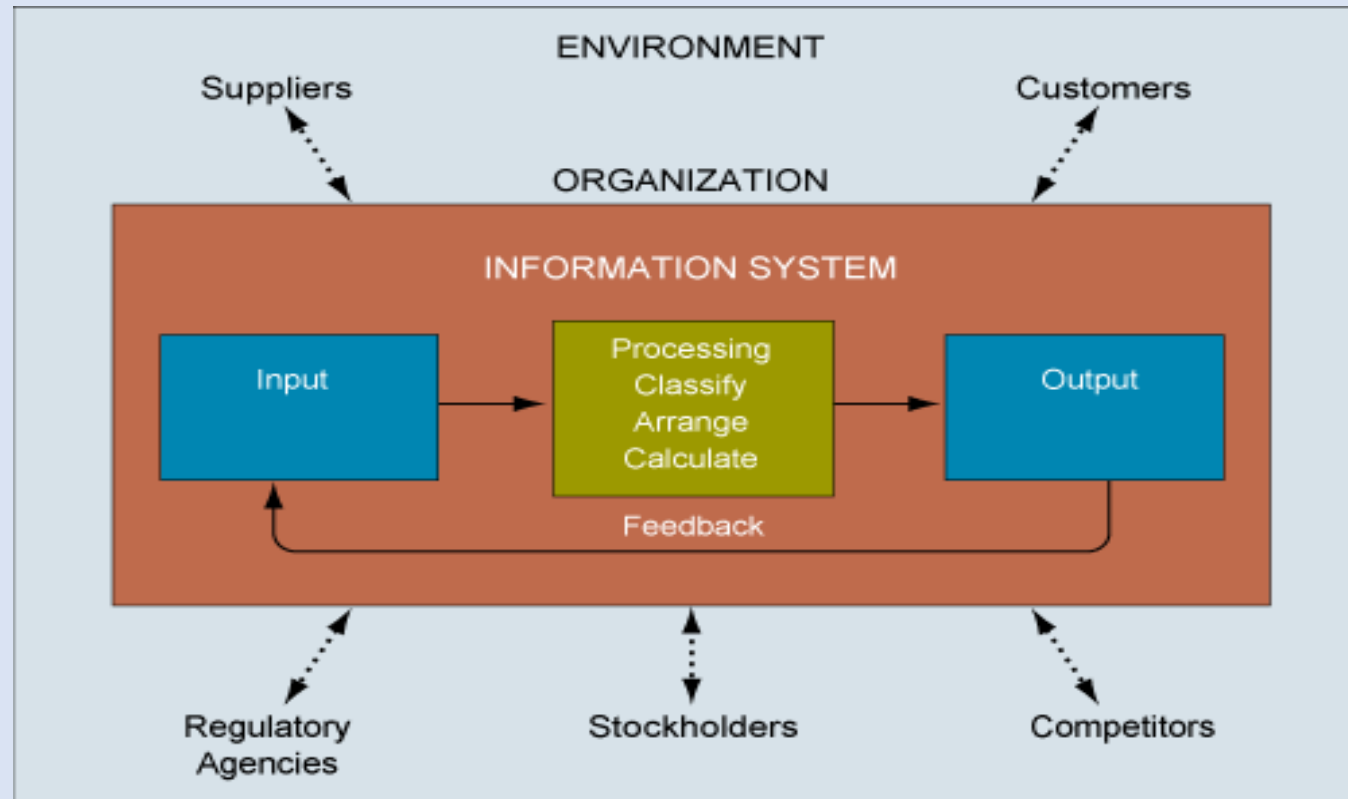 ENVIRONMENT
Suppliers
Customers
ORGANIZATION
INFORMATION SYSTEM
Input
Processing
Classify
Arrange
Calculate
Output
Feedback
Regulatory
Agencies
Stockholders
Competitors